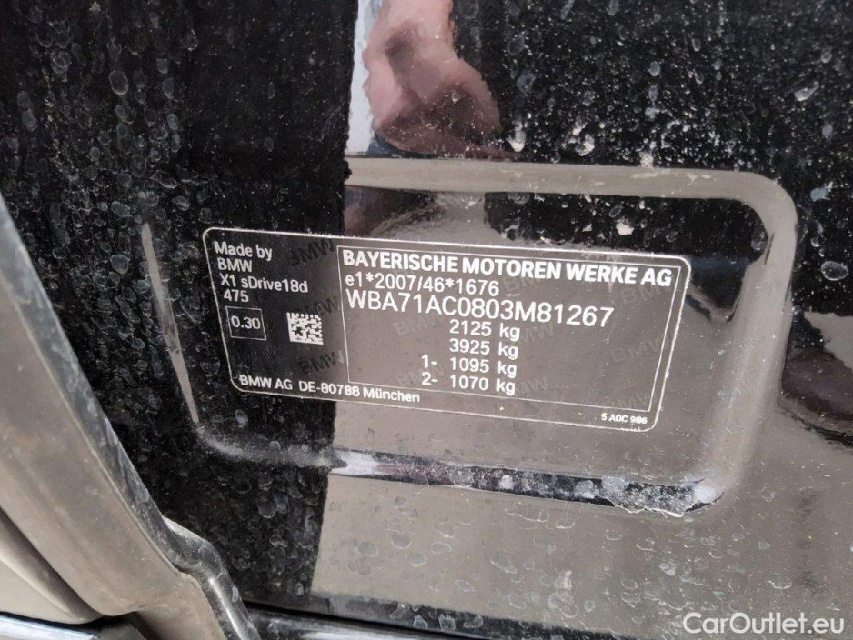 Made by
BMW
X1 sDrive18d
475
0.30
BAYERISCHE MOTOREN WERKE AG
e1*2007/46*1676
WBA71AC0803M81267
2125 kg
3925 kg
1- 1095 kg
2- 1070 kg
BMW AG DE-80788 München
5 A0C 986
CarOutlet.eu